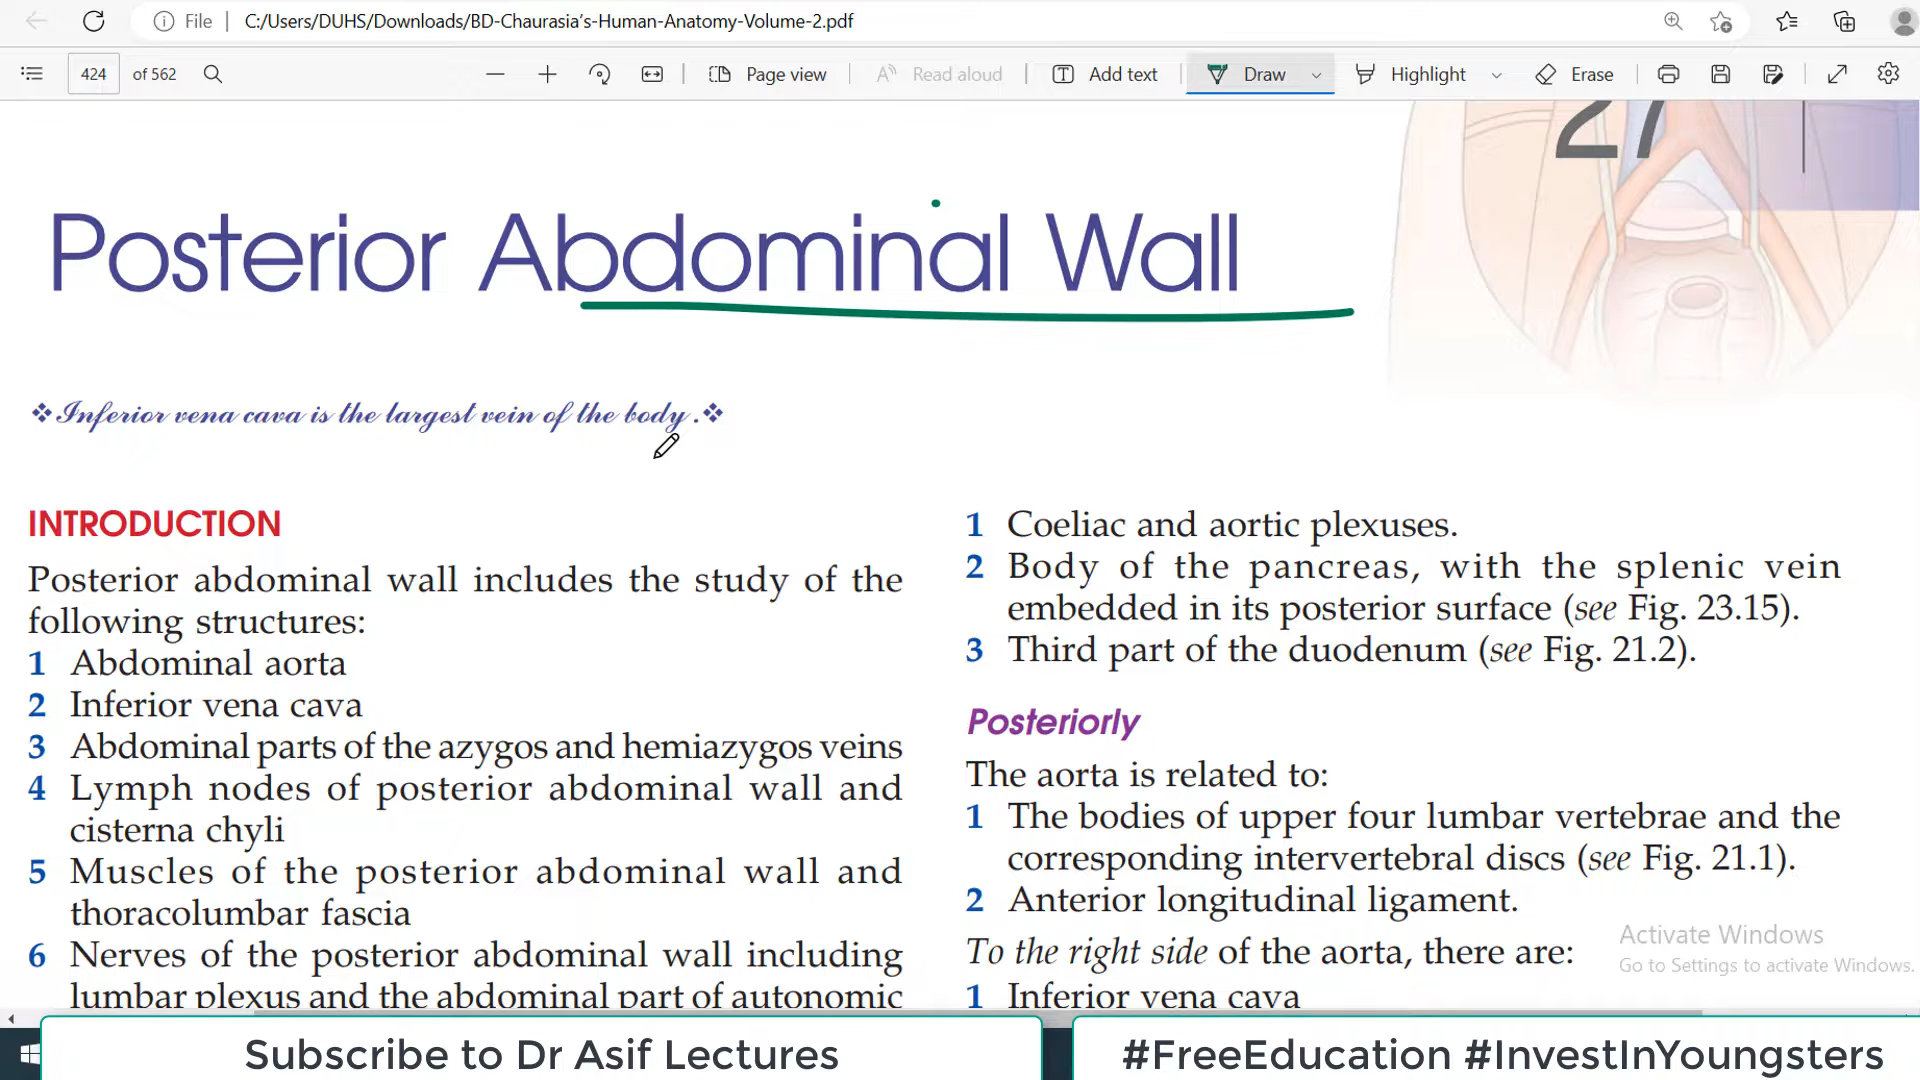 File
C:/Users/DUHS/Downloads/BD-Chaurasia’s-Human-Anatomy-Volume-2.pdf
424 of 562
Page view
Read aloud
Add text
Draw
Highlight
Erase
27
Posterior Abdominal Wall
❖Inferior vena cava is the largest vein of the body.❖
INTRODUCTION
Posterior abdominal wall includes the study of the
following structures:
1 Abdominal aorta
2 Inferior vena cava
3 Abdominal parts of the azygos and hemiazygos veins
4 Lymph nodes of posterior abdominal wall and
cisterna chyli
5 Muscles of the posterior abdominal wall and
thoracolumbar fascia
6 Nerves of the posterior abdominal wall including
lumbar plexus and the abdominal part of autonomic
1 Coeliac and aortic plexuses.
2 Body of the pancreas, with the splenic vein
embedded in its posterior surface (see Fig. 23.15).
3 Third part of the duodenum (see Fig. 21.2).
Posteriorly
The aorta is related to:
1 The bodies of upper four lumbar vertebrae and the
corresponding intervertebral discs (see Fig. 21.1).
2 Anterior longitudinal ligament.
To the right side of the aorta, there are:
1 Inferior vena cava
Activate Windows
Go to Settings to activate Windows.
Subscribe to Dr Asif Lectures
#FreeEducation #InvestInYoungsters